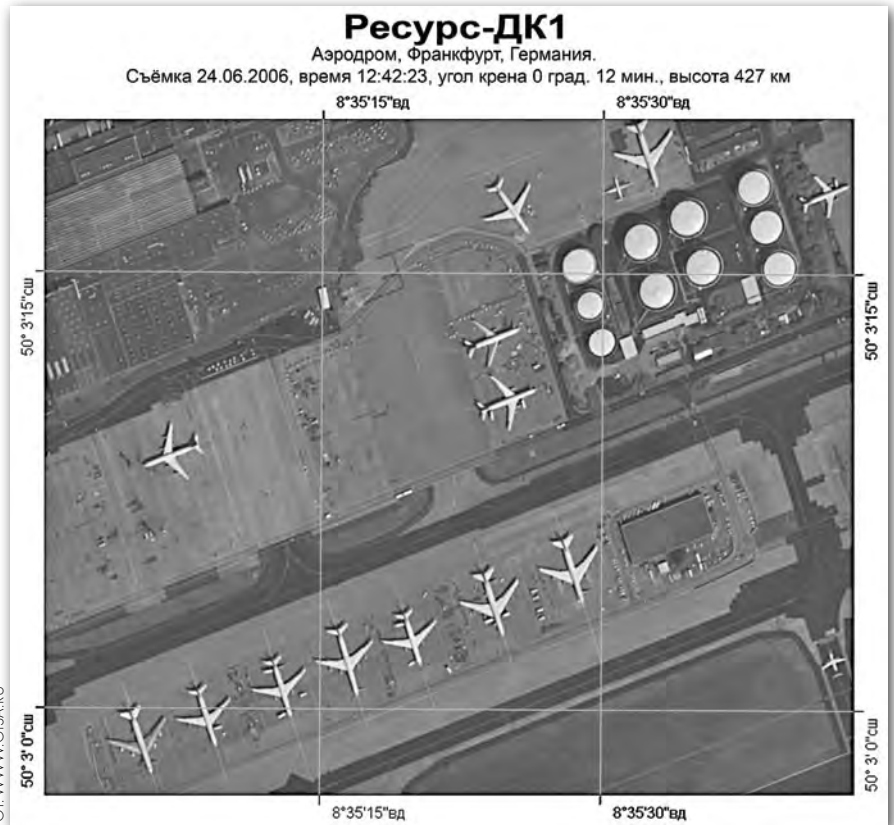 Ресурс-ДК1
Аэродром, Франкфурт, Германия.
Съёмка 24.06.2006, время 12:42:23, угол крена 0 град. 12 мин., высота 427 км
8°35'15"вд
8°35'30"вд
50° 3'15"сш
50° 3'15"сш
50° 3' 0"сш
50° 3' 0"сш
8°35'15"вд
8°35'30"вд